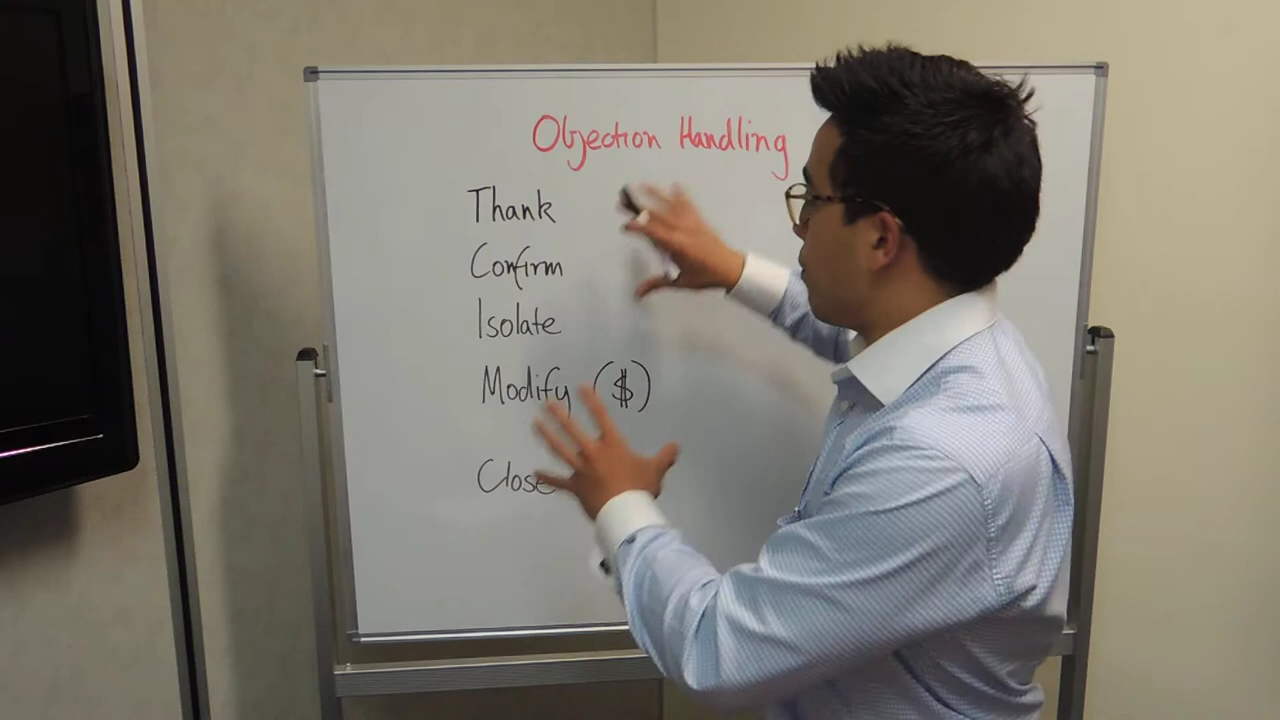 Objection Handling
Thank
Confirm
Isolate
Modify ($)
Close